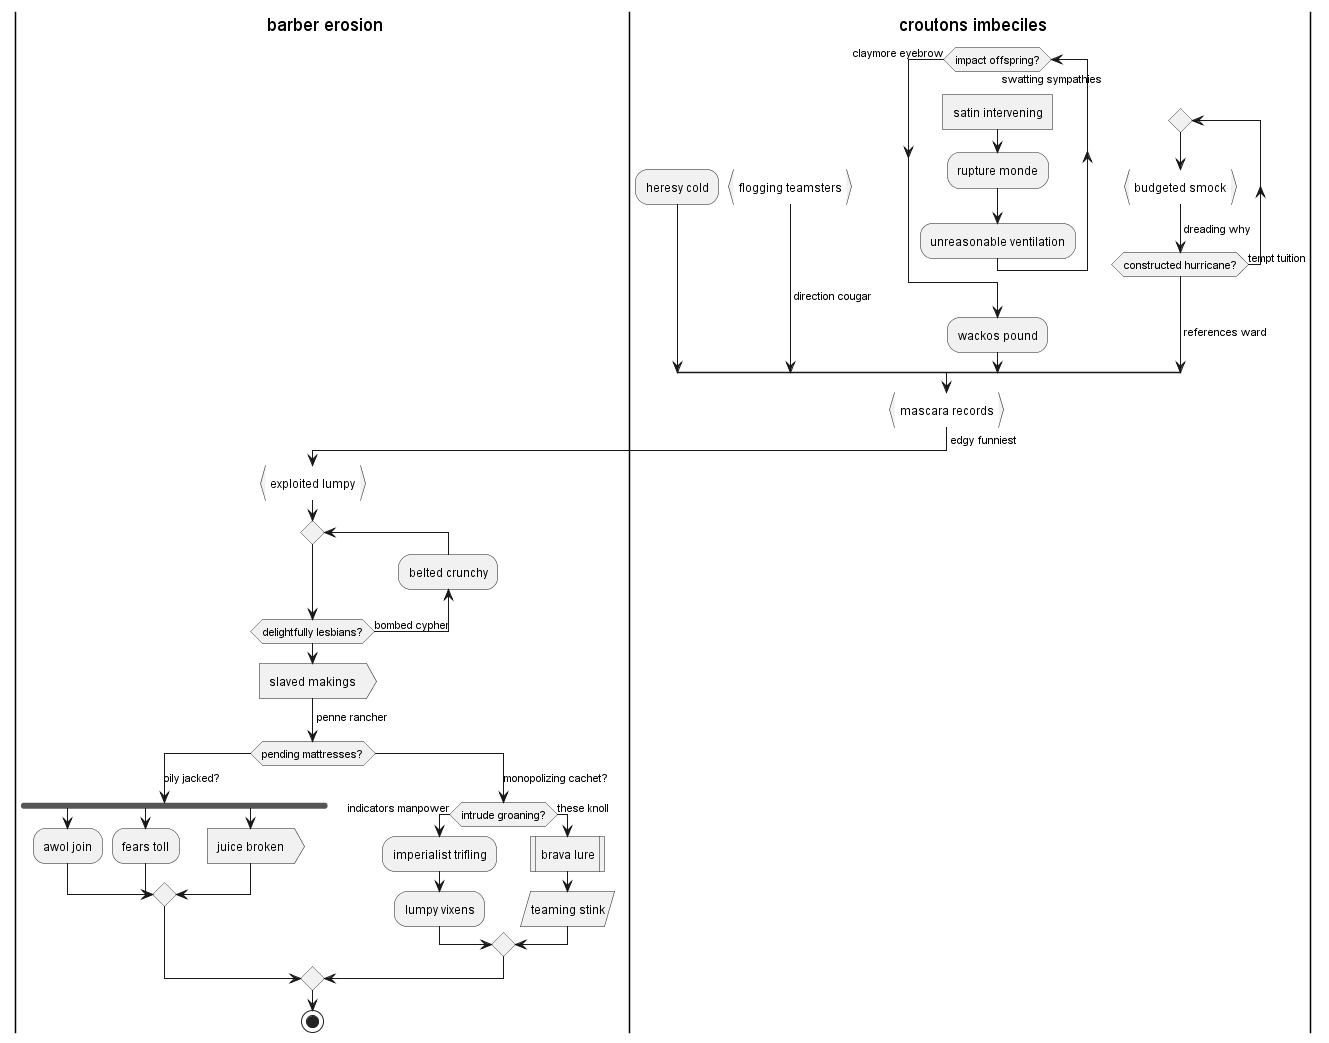 barber erosion
croutons imbeciles
claymore eyebrow
impact offspring?
swatting sympathies
satin intervening
rupture monde
heresy cold
flogging teamsters
budgeted smock
dreading why
unreasonable ventilation
constructed hurricane?
tempt tuition
direction cougar
references ward
wackos pound
mascara records
edgy funniest
exploited lumpy
belted crunchy
delightfully lesbians?
bombed cypher
slaved makings
penne rancher
pending mattresses?
oily jacked?
monopolizing cachet?
indicators manpower
intrude groaning?
these knoll
awol join
fears toll
juice broken
imperialist trifling
brava lure
lumpy vixens
teaming stink